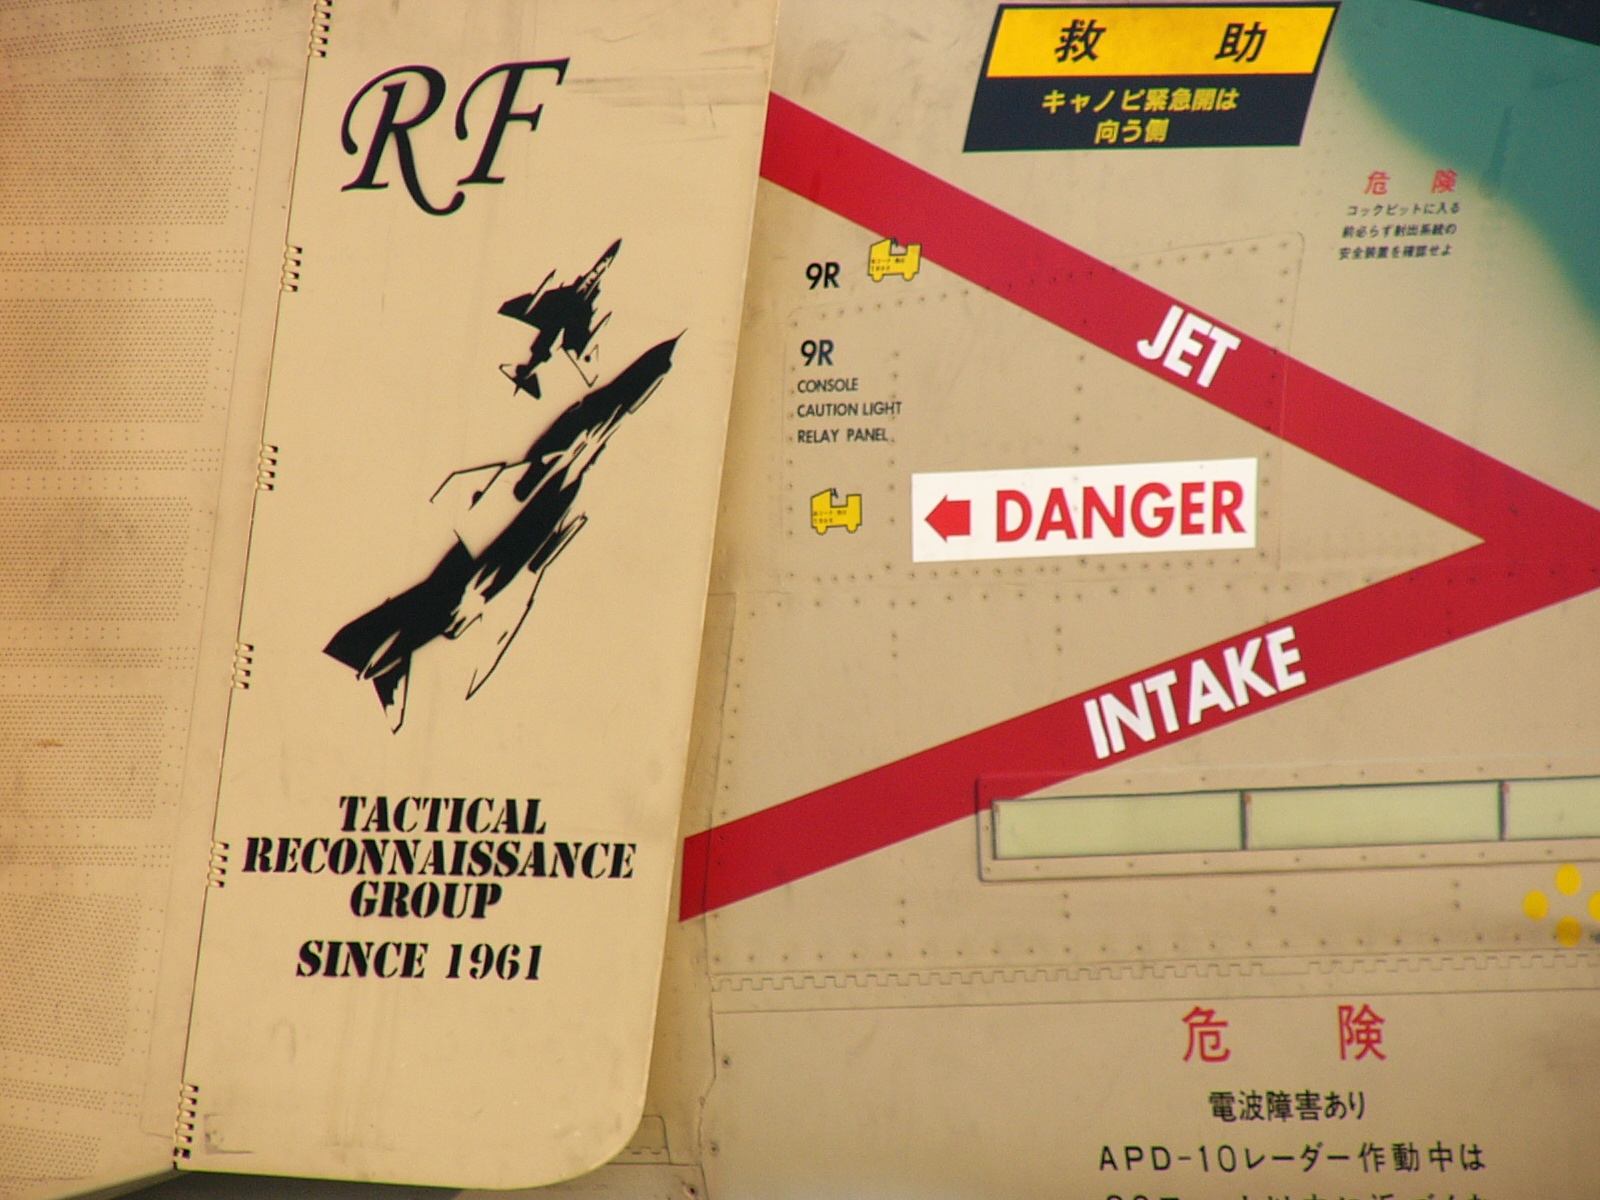 RF
TACTICAL
RECONNAISSANCE
GROUP
SINCE 1961
救 助
キャノピ緊急開は
向う側
危 険
コックピットに入る
前必らず射出系統の
安全装置を確認せよ
9R
9R
CONSOLE
CAUTION LIGHT
RELAY PANEL
JET
DANGER
INTAKE
危 険
電波障害あり
APD-10レーダー作動中は